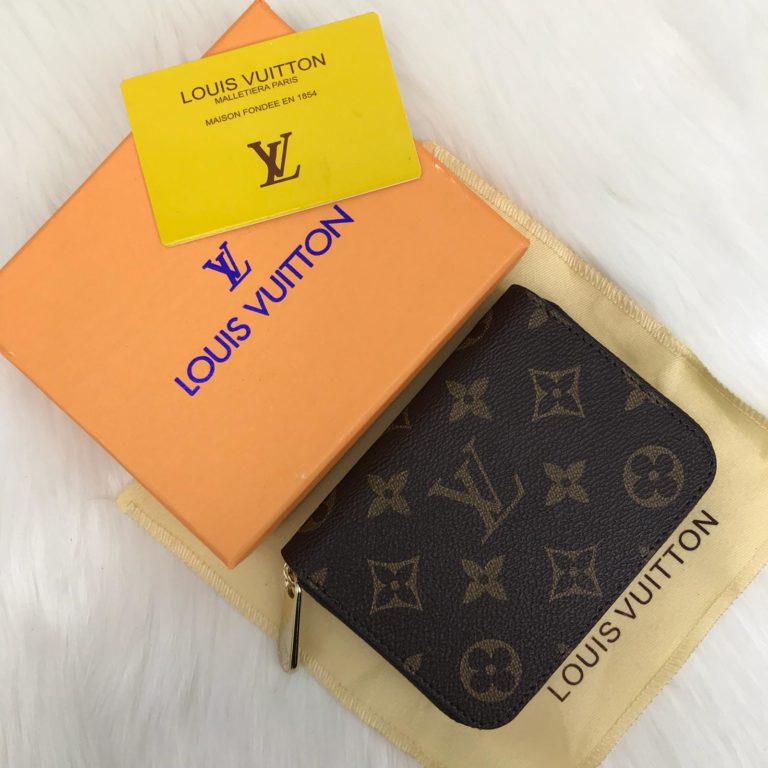 LOUIS VUITTON
MALLETIERA PARIS
MAISON FONDEE EN 1854
LV
LV
LOUIS VUITTON
LV
LOUIS VUITTON